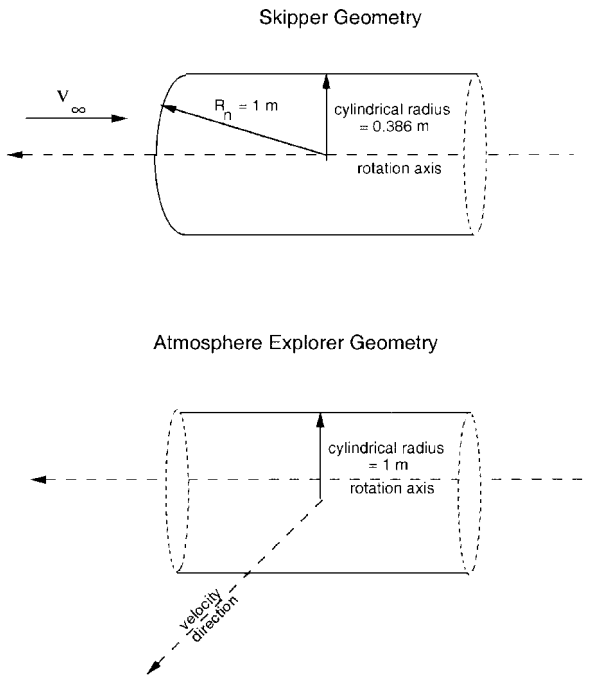 Skipper Geometry
V∞
Rn = 1 m
cylindrical radius
= 0.386 m
rotation axis
Atmosphere Explorer Geometry
cylindrical radius
= 1 m
rotation axis
velocity
direction